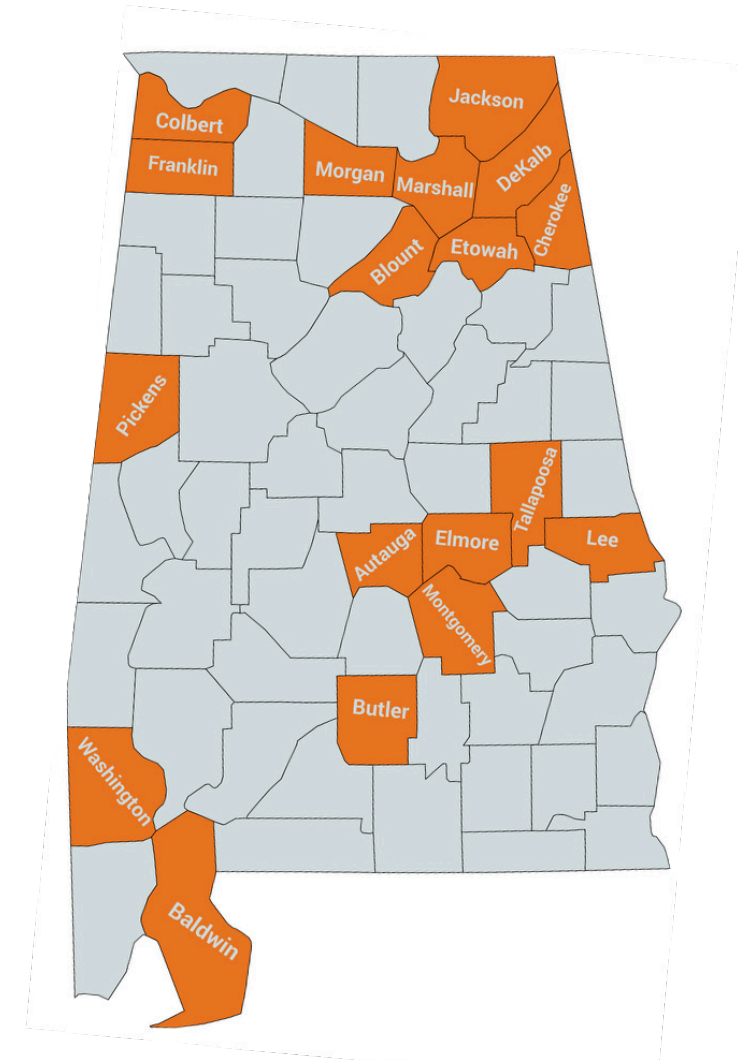 Jackson
Colbert
DeKalb
Franklin
Morgan
Marshall
Cherokee
Blount
Etowah
Pickens
Tallapoosa
Autauga
Elmore
Lee
Montgomery
Butler
Washington
Baldwin